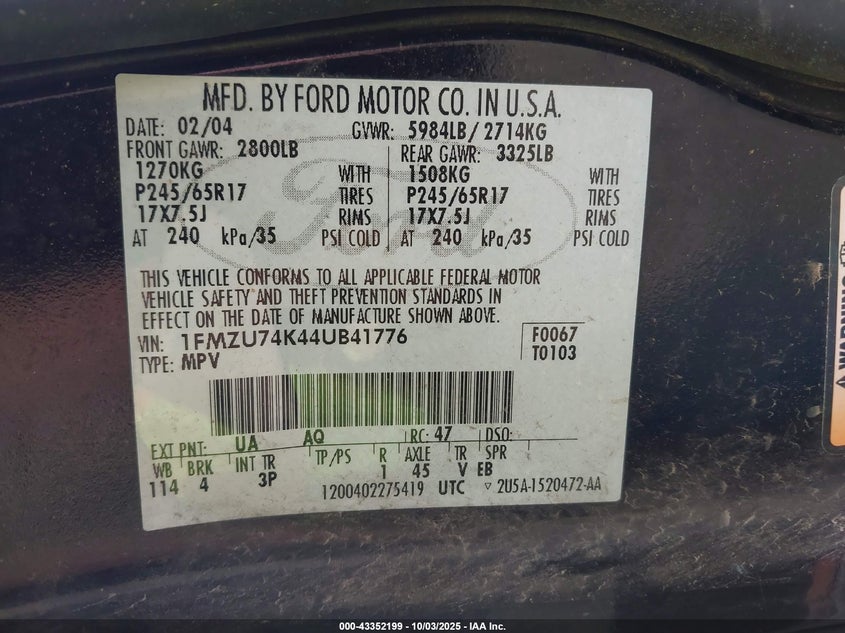 MFD. BY FORD MOTOR CO. IN U.S.A.
DATE: 02/04 GVWR: 5984LB/ 2714KG
FRONT GAWR: 2800LB REAR GAWR: 3325LB
1270KG WITH 1508KG WITH
P245/65R17 TIRES P245/65R17 TIRES
17X7.5J RIMS 17X7.5J RIMS
AT 240 kPa/35 PSI COLD AT 240 kPa/35 PSI COLD
Ford
THIS VEHICLE CONFORMS TO ALL APPLICABLE FEDERAL MOTOR
VEHICLE SAFETY AND THEFT PREVENTION STANDARDS IN
EFFECT ON THE DATE OF MANUFACTURE SHOWN ABOVE.
VIN: 1FMZU74K44UB41776 F0067
TYPE: MPV T0103
EXT PNT: UA AQ RC: 47 DSO:
WB BRK INT TR TP/PS R AXLE TR SPR
114 4 3P 1 45 V EB
1200402275419 UTC ▽ 2U5A-1520472-AA
WARNING
000-43352199 - 10/03/2025 - IAA Inc.